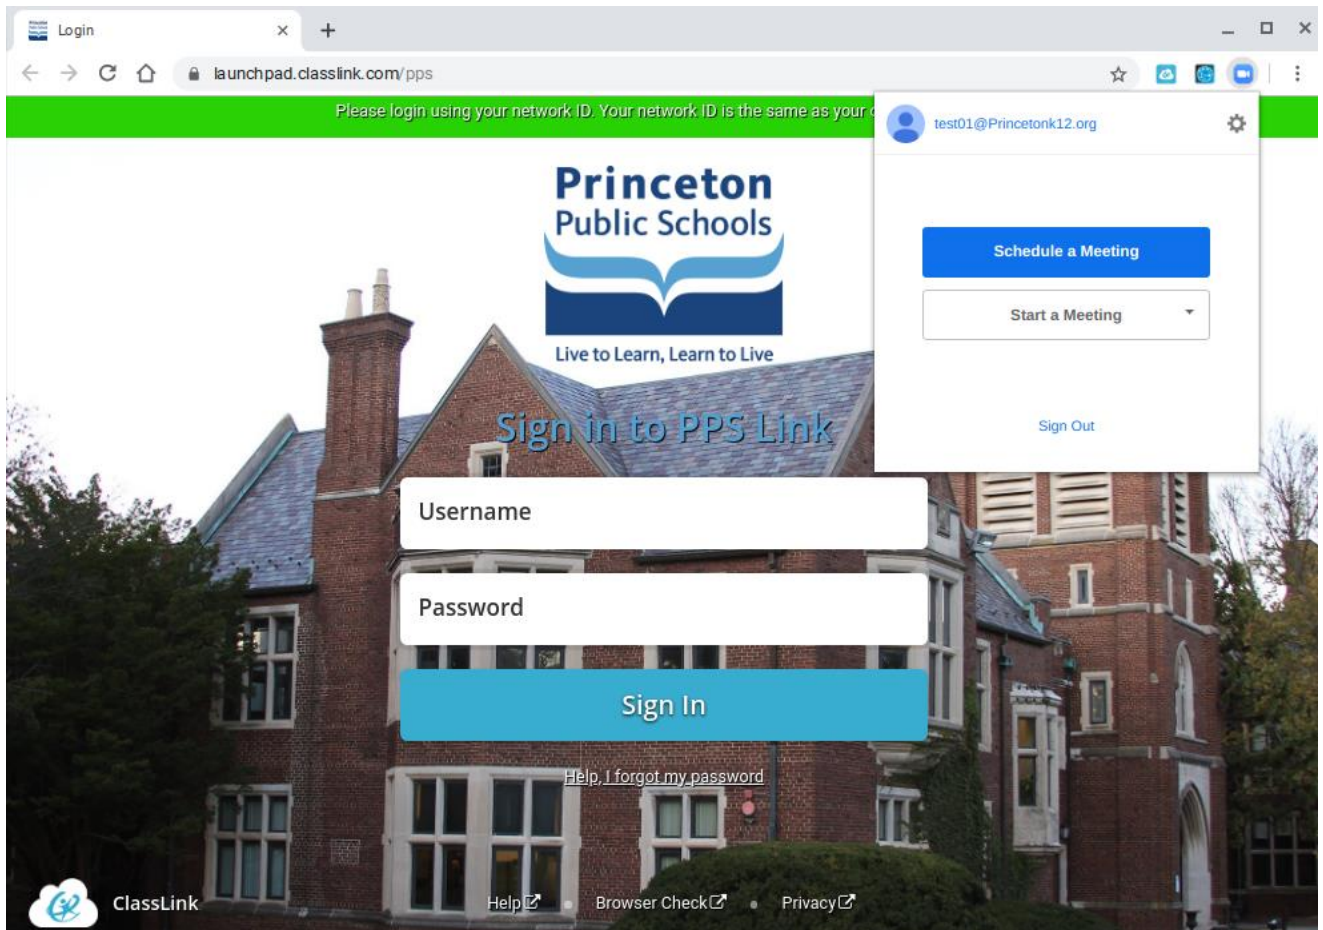 Login
launchpad.classlink.com/pps
Please login using your network ID. Your network ID is the same as your
test01@Princetonk12.org
Schedule a Meeting
Start a Meeting
Sign Out
Princeton
Public Schools
Live to Learn, Learn to Live
Sign in to PPS Link
Username
Password
Sign In
Help, I forgot my password
ClassLink
Help
Browser Check
Privacy